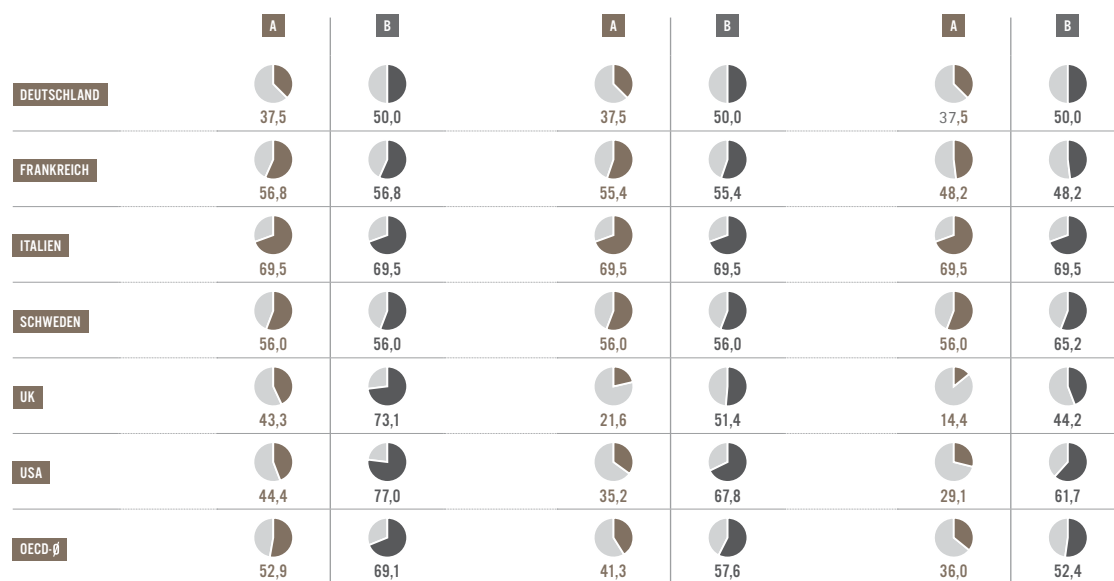 A B A B A B
DEUTSCHLAND
37,5 50,0 37,5 50,0 37,5 50,0
FRANKREICH
56,8 56,8 55,4 55,4 48,2 48,2
ITALIEN
69,5 69,5 69,5 69,5 69,5 69,5
SCHWEDEN
56,0 56,0 56,0 56,0 56,0 65,2
UK
43,3 73,1 21,6 51,4 14,4 44,2
USA
44,4 77,0 35,2 67,8 29,1 61,7
OECD-Ø
52,9 69,1 41,3 57,6 36,0 52,4